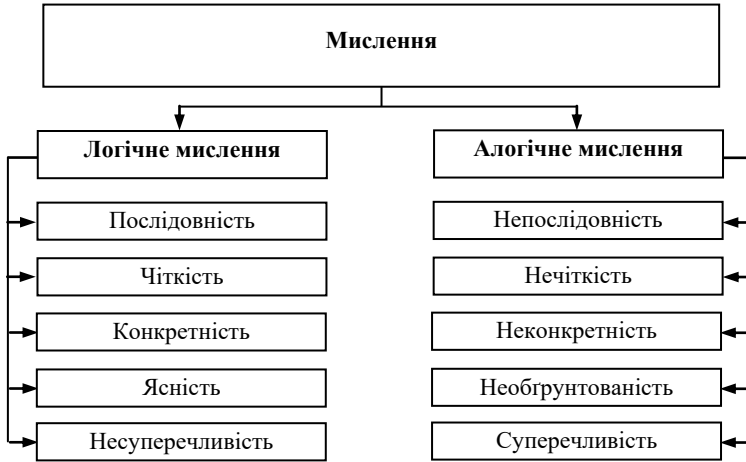 Мислення
Логічне мислення
Алогічне мислення
Послідовність
Непослідовність
Чіткість
Нечіткість
Конкретність
Неконкретність
Ясність
Необґрунтованість
Несуперечливість
Суперечливість